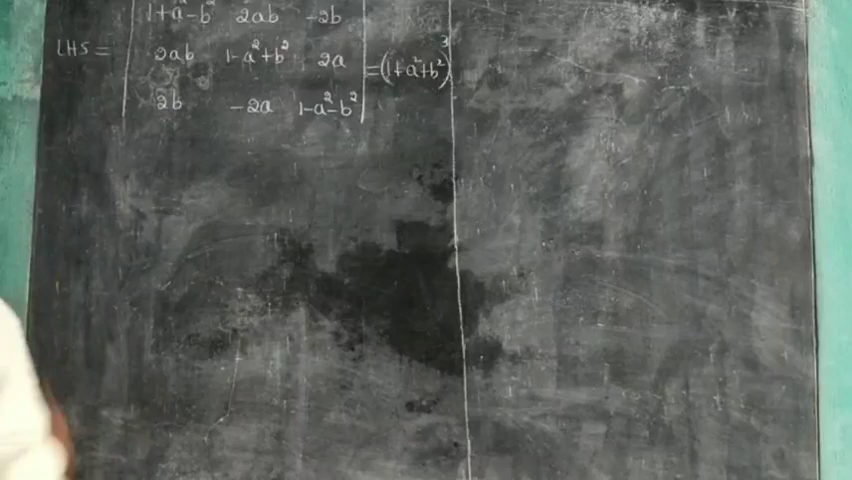 1+a²-b² 2ab -2b
LHS = 2ab 1-a²+b² 2a =(1+a²+b²)³
2b -2a 1-a²-b²